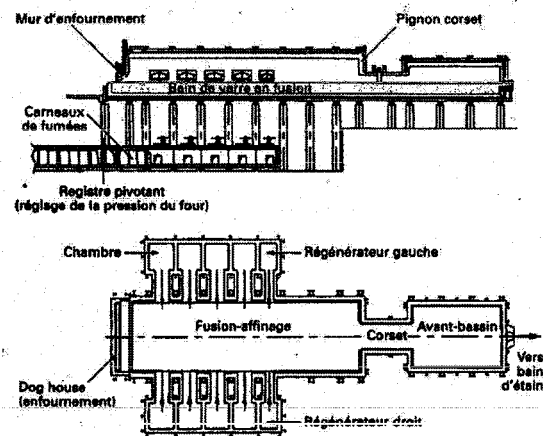 Mur d'enfournement
Pignon corset
Bain de verre en fusion
Carneaux
de fumées
Registre pivotant
(réglage de la pression du four)
Chambre
Régénérateur gauche
Fusion-affinage
Corset
Avant-bassin
Vers
bain
d'étain
Dog house
(enfournement)
Régénérateur droit